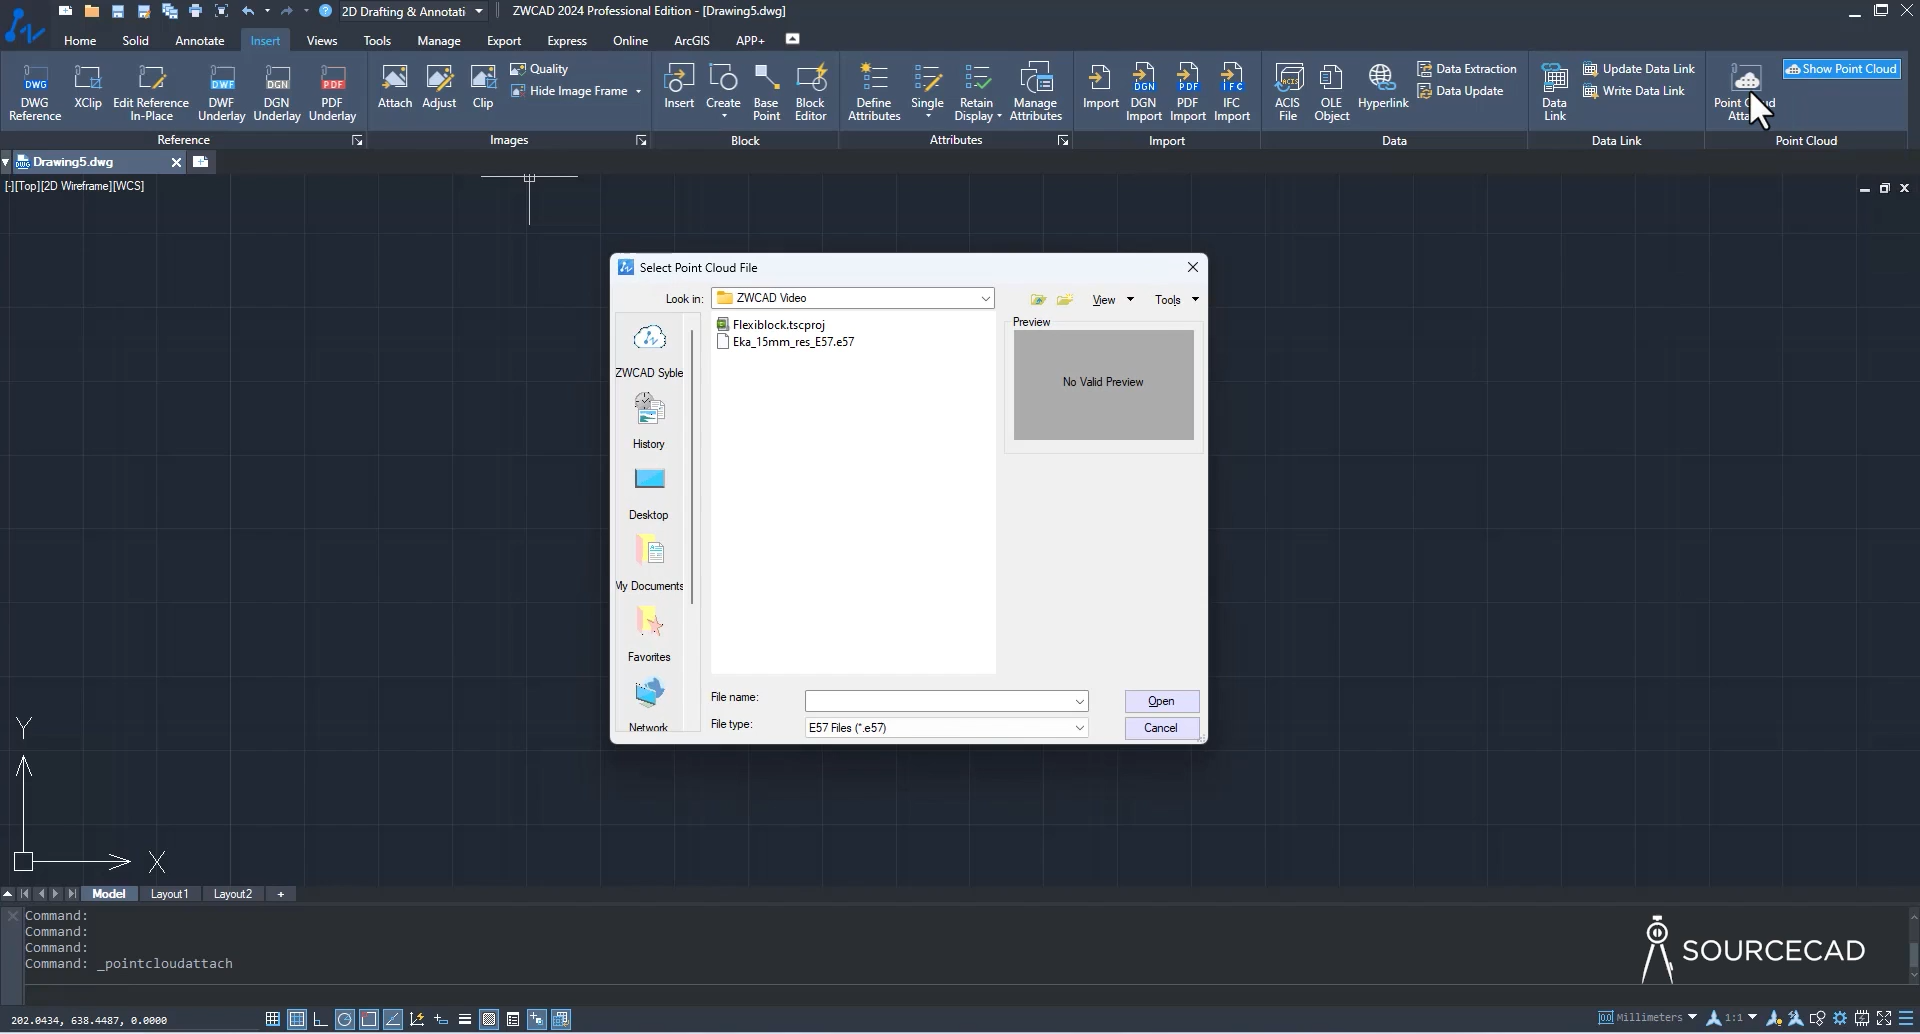 2D Drafting & Annotati
ZWCAD 2024 Professional Edition - [Drawing5.dwg]
Home Solid Annotate Insert Views Tools Manage Export Express Online ArcGIS APP+
DWG Reference
XClip
Edit Reference In-Place
DWF Underlay
DGN Underlay
PDF Underlay
Attach
Adjust
Clip
Quality
Hide Image Frame
Insert
Create
Base Point
Block Editor
Define Attributes
Single
Retain Display
Manage Attributes
Import
DGN Import
PDF Import
IFC Import
ACIS File
OLE Object
Hyperlink
Data Extraction
Data Update
Data Link
Update Data Link
Write Data Link
Point
Show Point Cloud
Reference Images Block Attributes Import Data Data Link Point Cloud
Drawing5.dwg
[-][Top][2D Wireframe][WCS]
Select Point Cloud File
Look in: ZWCAD Video
View Tools
Flexiblock.tscproj
Eka_15mm_res_E57.e57
Preview
No Valid Preview
ZWCAD Syble
History
Desktop
My Documents
Favorites
Network
File name:
Open
File type: E57 Files (*.e57)
Cancel
Y
X
Model Layout1 Layout2 +
Command:
Command:
Command:
Command: _pointcloudattach
SOURCECAD
202.0434, 638.4487, 0.0000
Millimeters 1:1